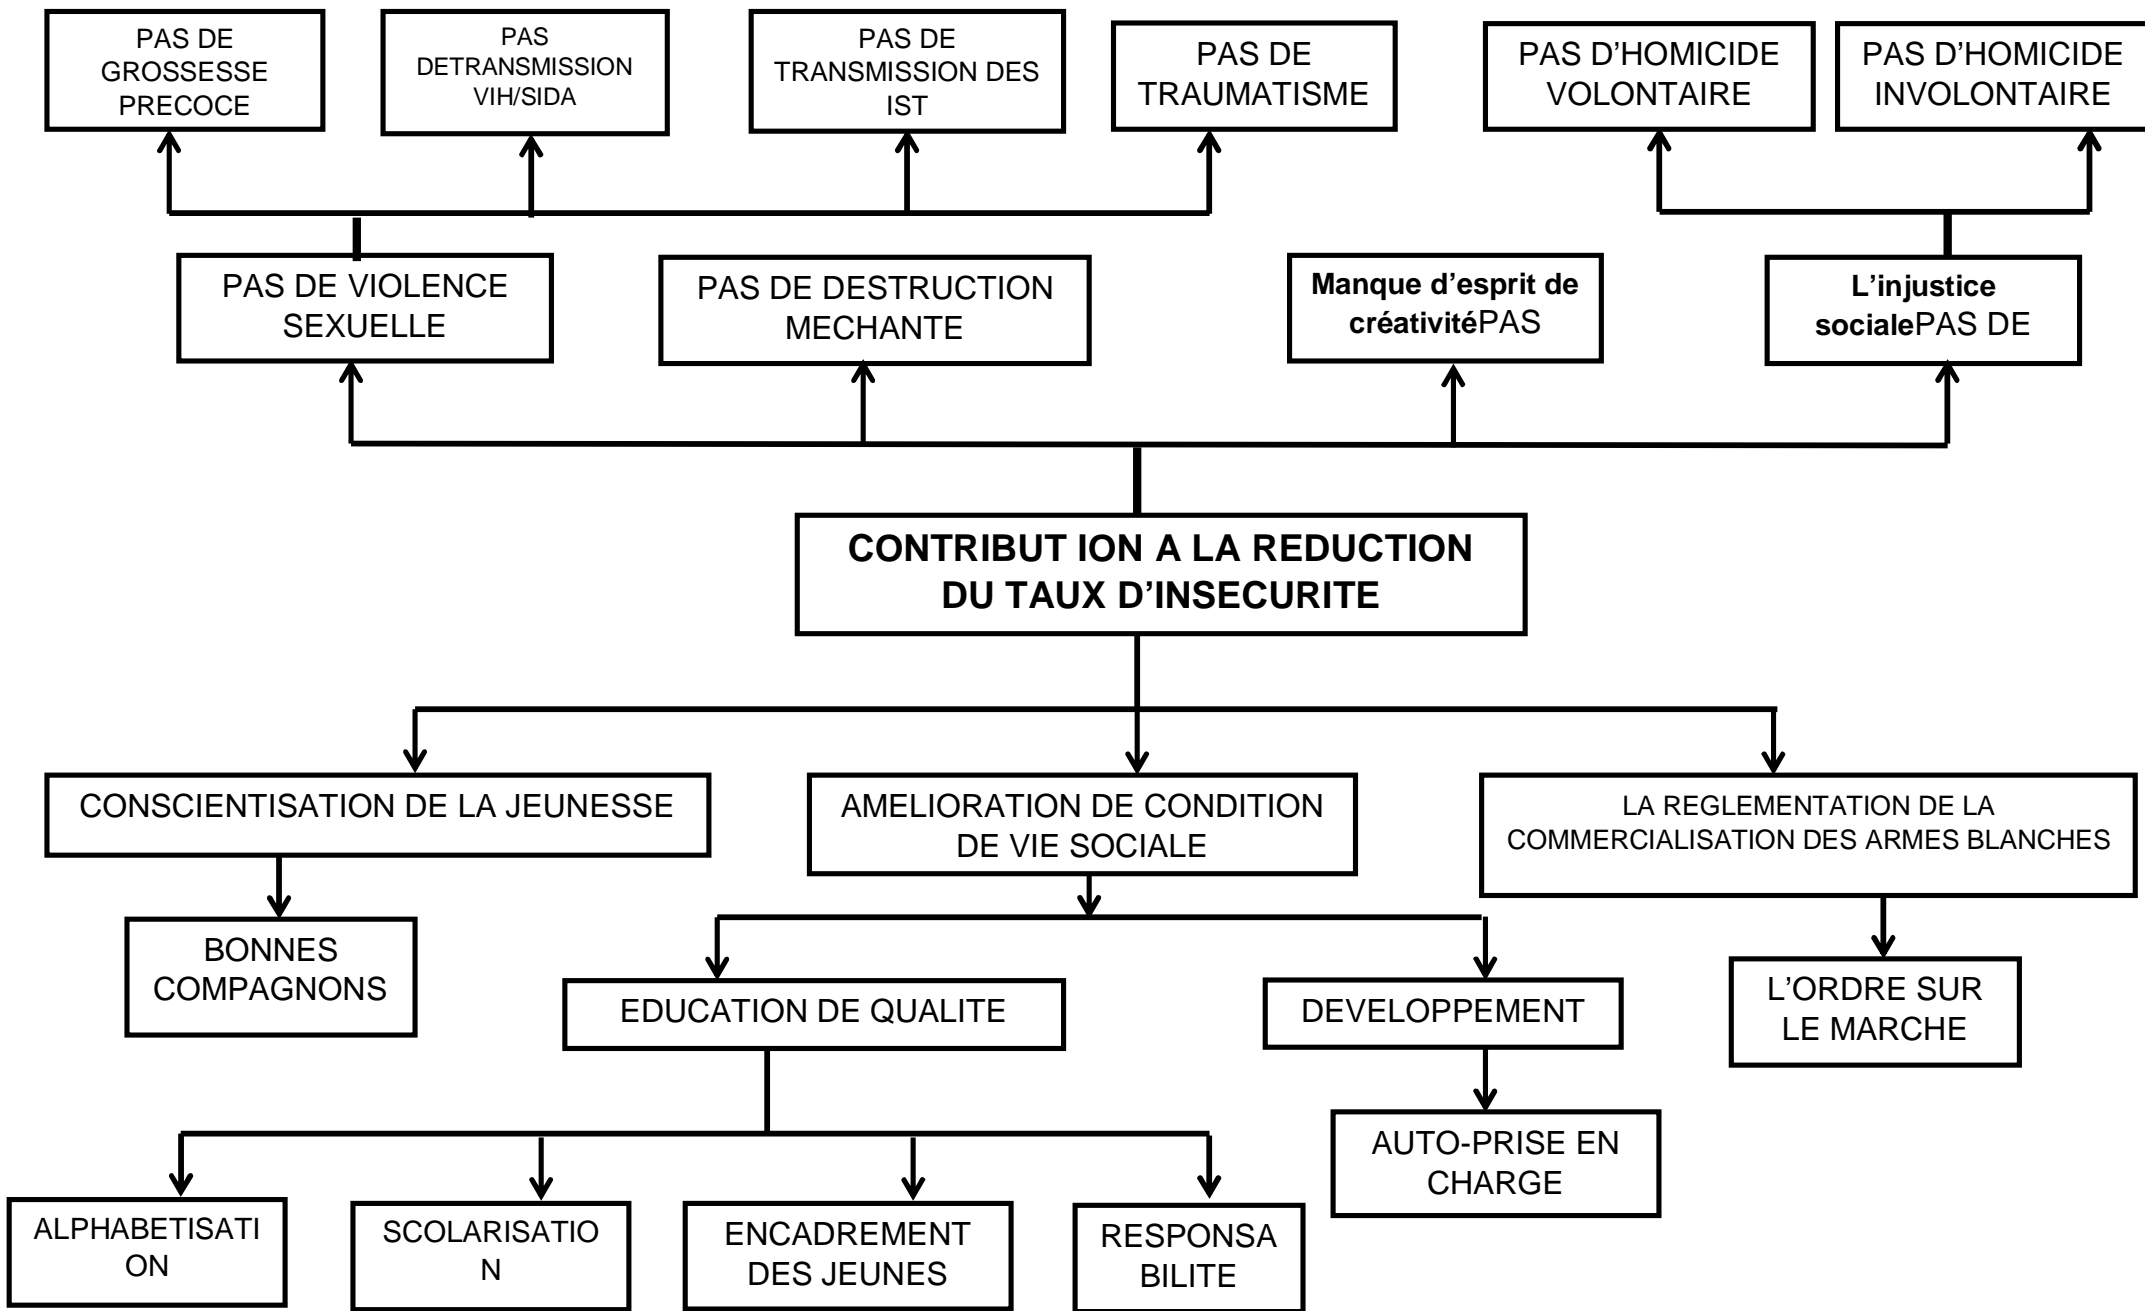 PAS DE
GROSSESSE
PRECOCE
PAS
DETRANSMISSION
VIH/SIDA
PAS DE
TRANSMISSION DES
IST
PAS DE
TRAUMATISME
PAS D’HOMICIDE
VOLONTAIRE
PAS D’HOMICIDE
INVOLONTAIRE
PAS DE VIOLENCE
SEXUELLE
PAS DE DESTRUCTION
MECHANTE
Manque d’esprit de
créativitéPAS
L’injustice
socialePAS DE
CONTRIBUT ION A LA REDUCTION
DU TAUX D’INSECURITE
CONSCIENTISATION DE LA JEUNESSE
AMELIORATION DE CONDITION
DE VIE SOCIALE
LA REGLEMENTATION DE LA
COMMERCIALISATION DES ARMES BLANCHES
BONNES
COMPAGNONS
EDUCATION DE QUALITE
DEVELOPPEMENT
L’ORDRE SUR
LE MARCHE
AUTO-PRISE EN
CHARGE
ALPHABETISATI
ON
SCOLARISATIO
N
ENCADREMENT
DES JEUNES
RESPONSA
BILITE